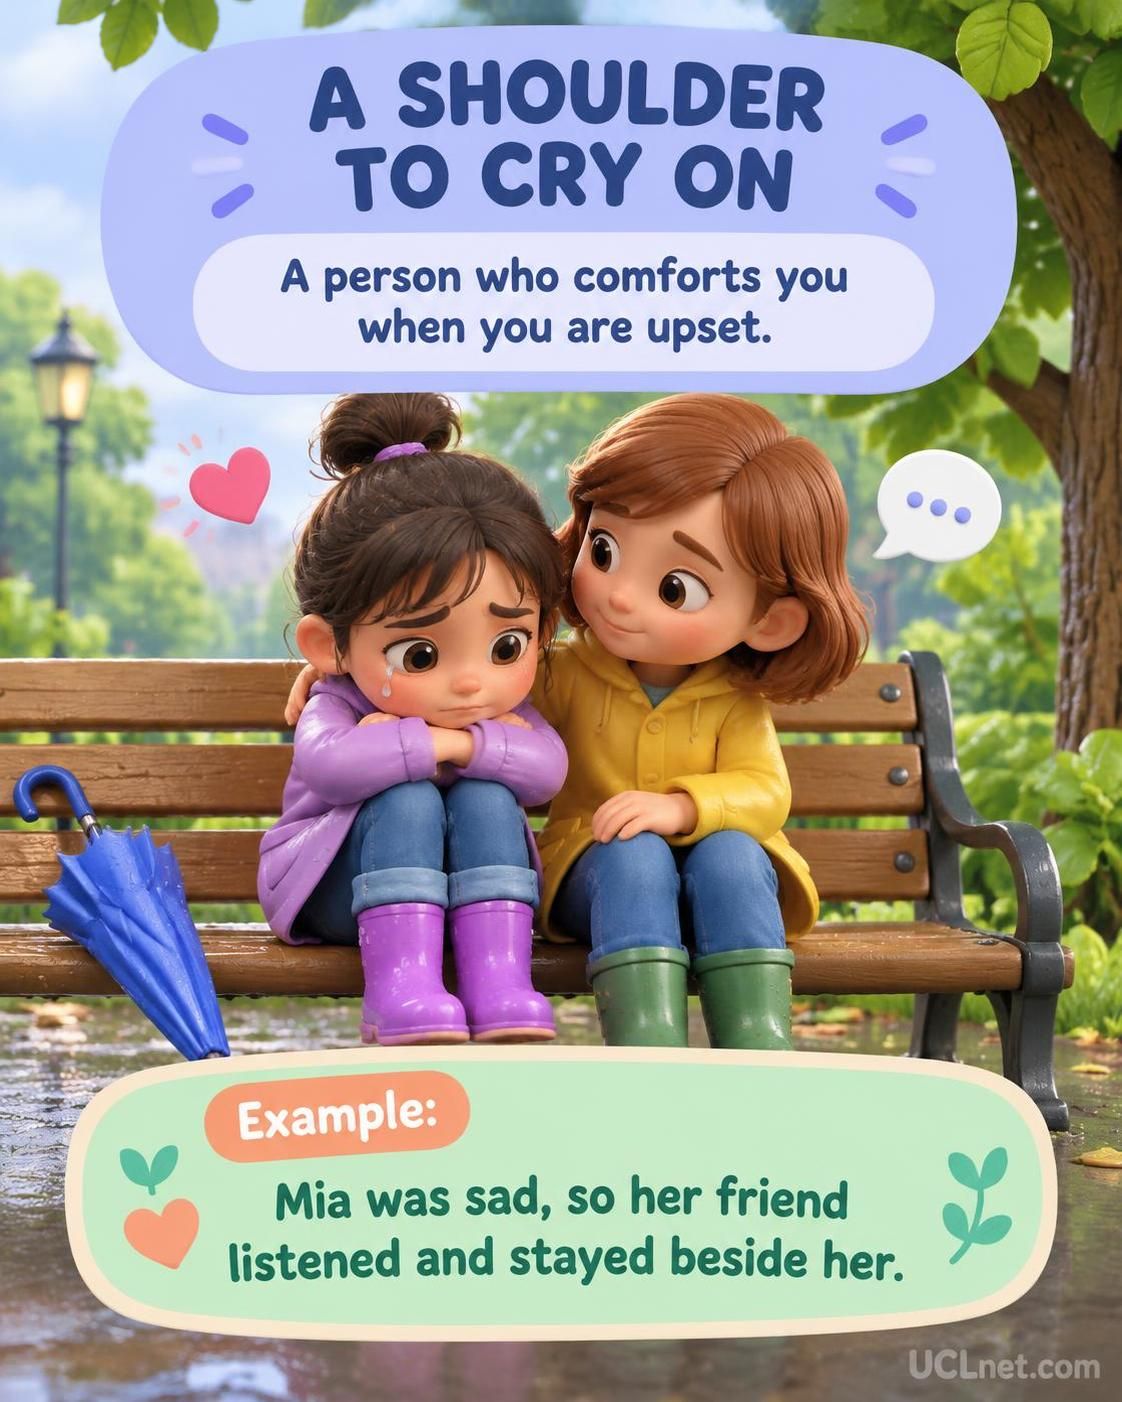 A SHOULDER
TO CRY ON
A person who comforts you
when you are upset.
Example:
Mia was sad, so her friend
listened and stayed beside her.
UCLnet.com